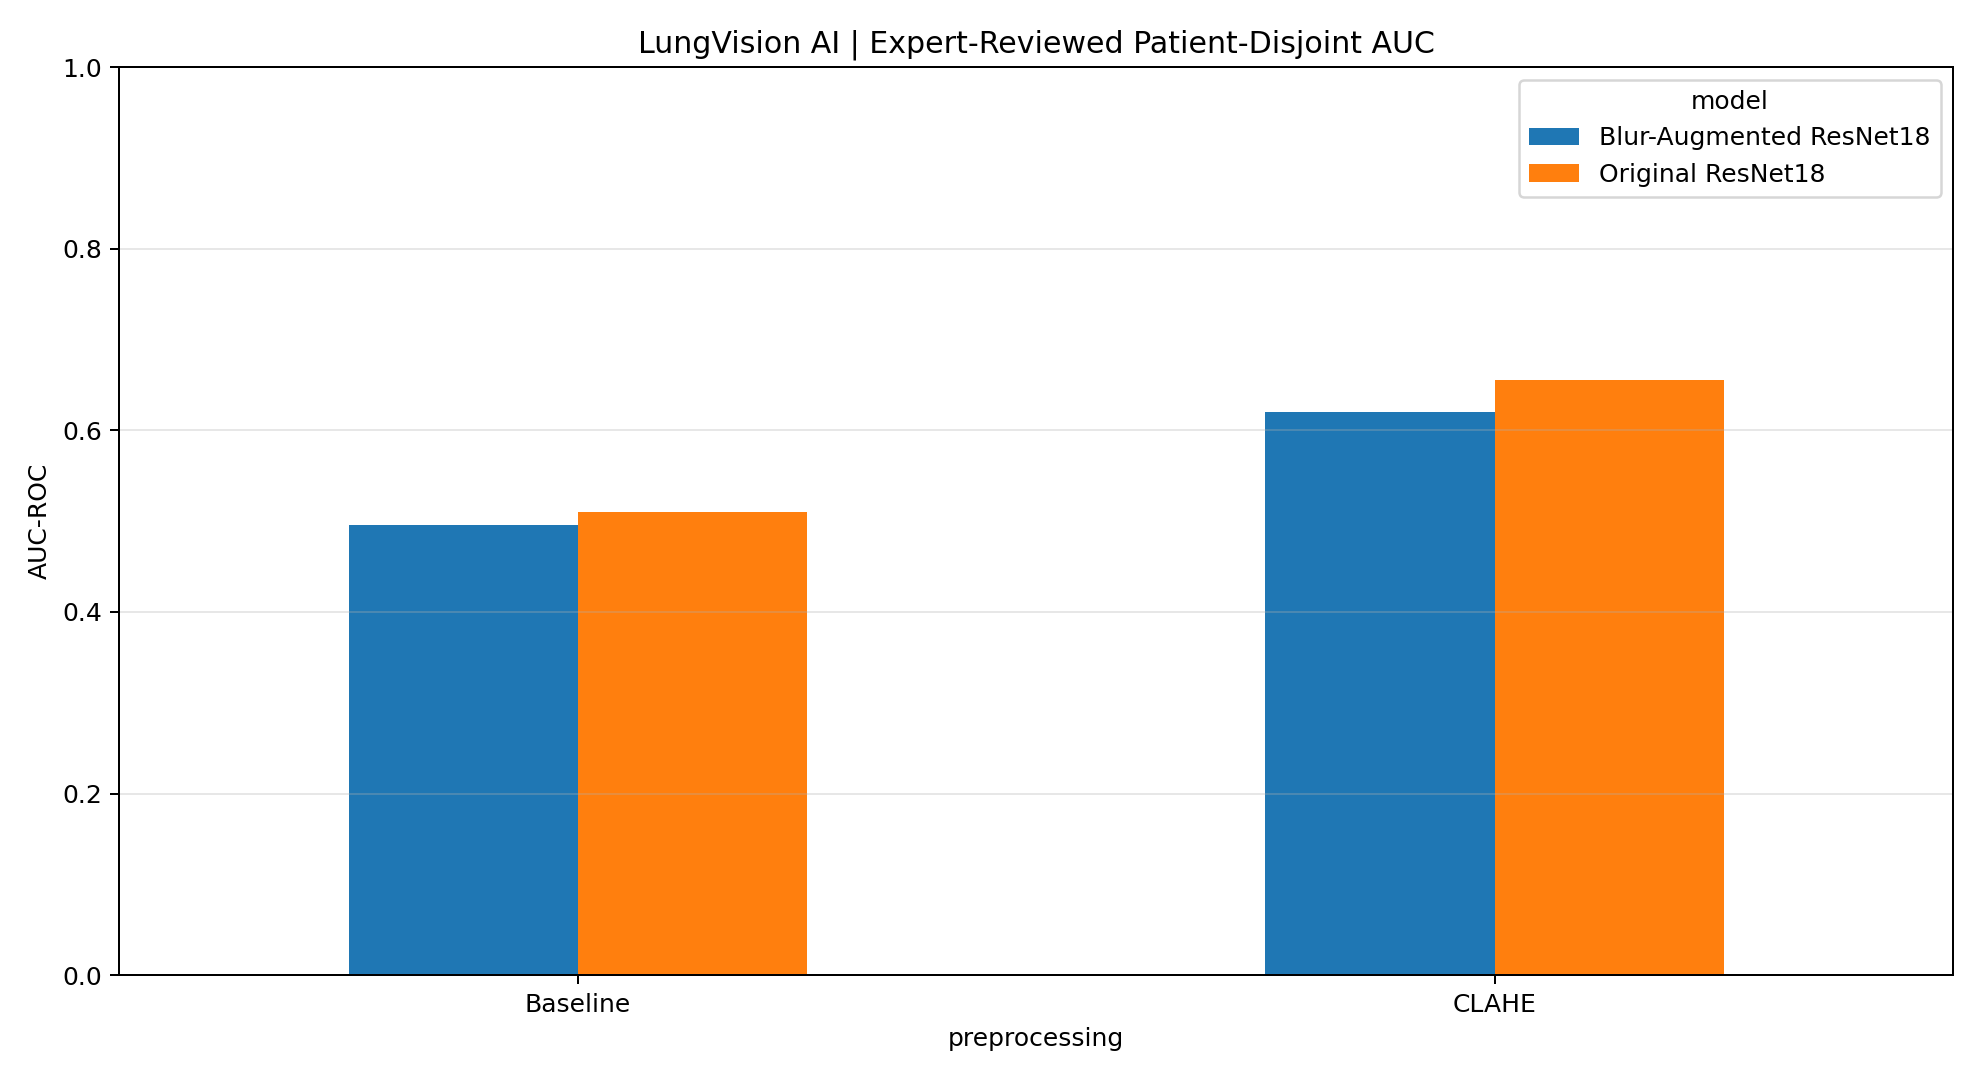 LungVision AI | Expert-Reviewed Patient-Disjoint AUC
model
Blur-Augmented ResNet18
Original ResNet18
AUC-ROC
1.0
0.8
0.6
0.4
0.2
0.0
Baseline
CLAHE
preprocessing